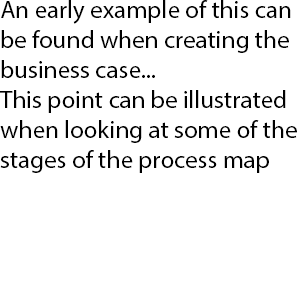 An early example of this can
be found when creating the
business case...
This point can be illustrated
when looking at some of the
stages of the process map